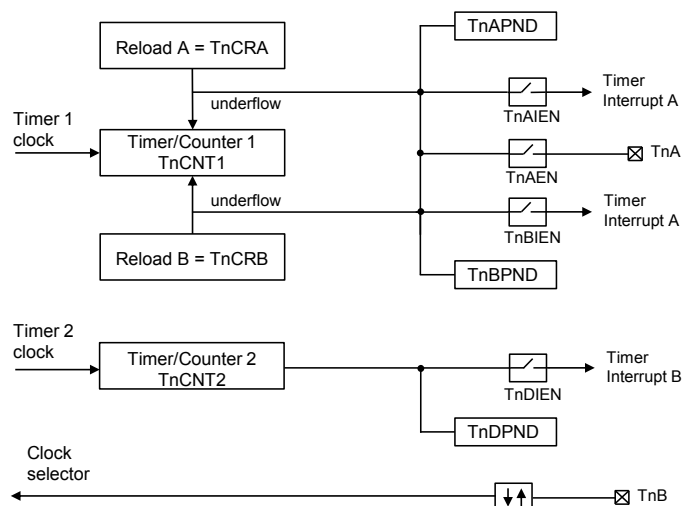 TnAPND
Reload A = TnCRA
underflow
TnAIEN
Timer
Interrupt A
Timer 1
clock
Timer/Counter 1
TnCNT1
TnAEN
TnA
underflow
TnBIEN
Timer
Interrupt A
Reload B = TnCRB
TnBPND
Timer 2
clock
Timer/Counter 2
TnCNT2
TnDIEN
Timer
Interrupt B
TnDPND
Clock
selector
TnB